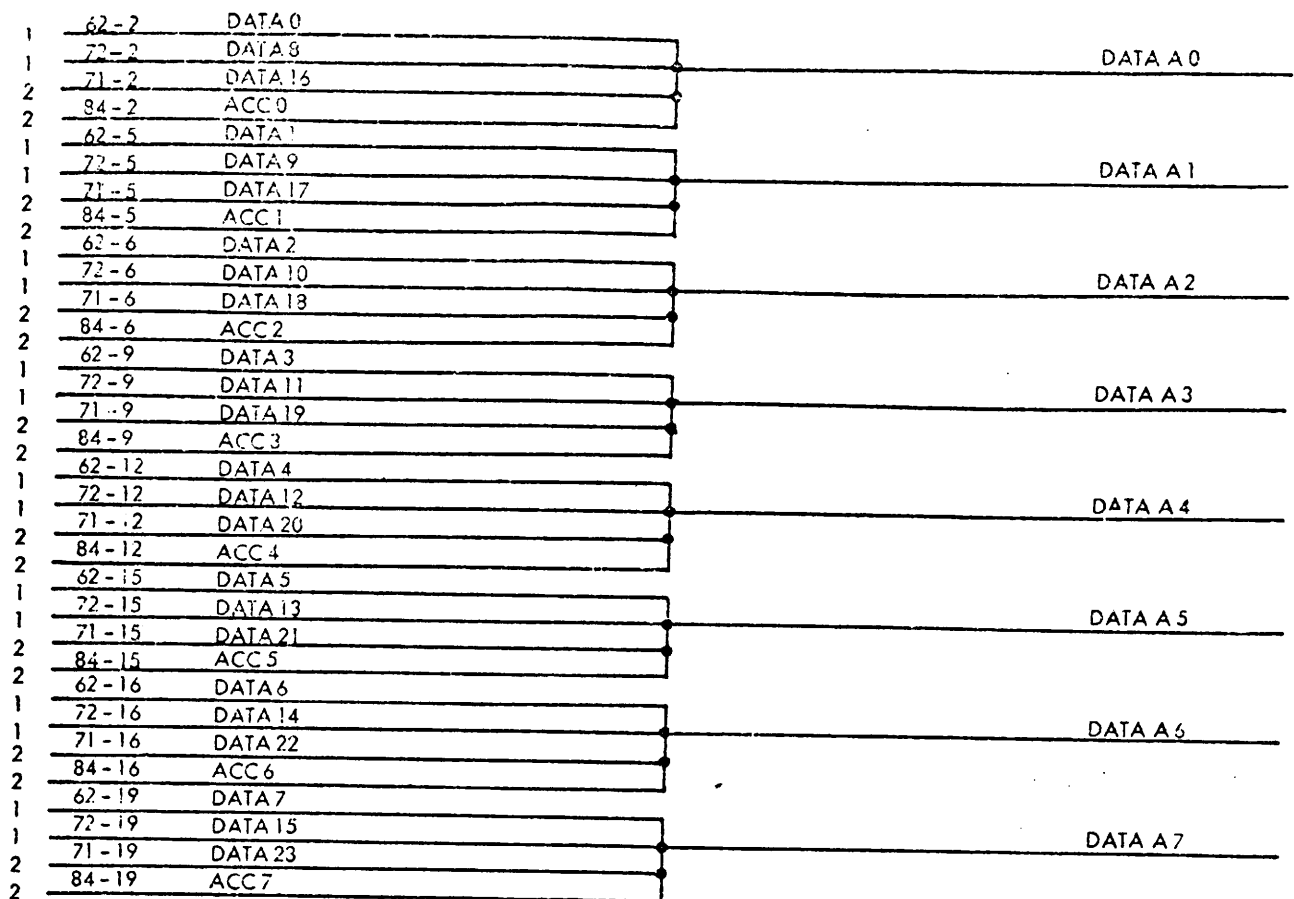 1 62-2 DATA 0
1 72-2 DATA 8
DATA A 0
2 71-2 DATA 16
2 84-2 ACC 0
1 62-5 DATA 1
1 72-5 DATA 9
DATA A 1
2 71-5 DATA 17
2 84-5 ACC 1
1 62-6 DATA 2
1 72-6 DATA 10
DATA A 2
2 71-6 DATA 18
2 84-6 ACC 2
1 62-9 DATA 3
1 72-9 DATA 11
DATA A 3
2 71-9 DATA 19
2 84-9 ACC 3
1 62-12 DATA 4
1 72-12 DATA 12
DATA A 4
2 71-12 DATA 20
2 84-12 ACC 4
1 62-15 DATA 5
1 72-15 DATA 13
DATA A 5
2 71-15 DATA 21
2 84-15 ACC 5
1 62-16 DATA 6
1 72-16 DATA 14
DATA A 6
2 71-16 DATA 22
2 84-16 ACC 6
1 62-19 DATA 7
1 72-19 DATA 15
DATA A 7
2 71-19 DATA 23
2 84-19 ACC 7